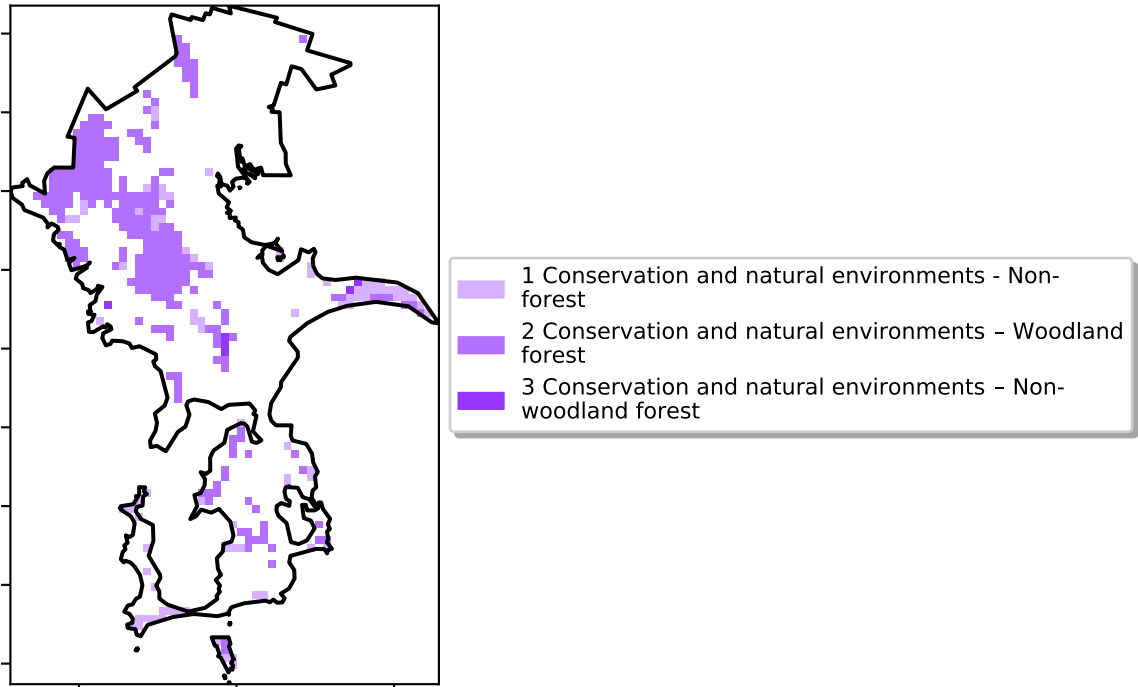 1 Conservation and natural environments - Non-
forest
2 Conservation and natural environments – Woodland
forest
3 Conservation and natural environments – Non-
woodland forest